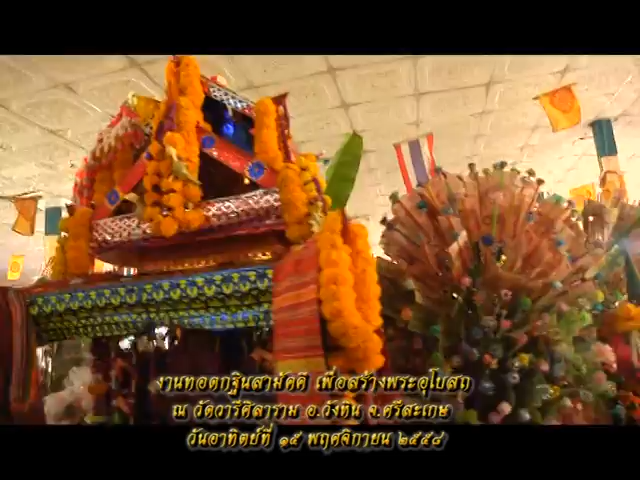 งานทอดกฐินสามัคคี เพื่อสร้างพระอุโบสถ
ณ วัดวารีศิลาราม อ.วังหิน จ.ศรีสะเกษ
วันอาทิตย์ที่ ๑๕ พฤศจิกายน ๒๕๕๘